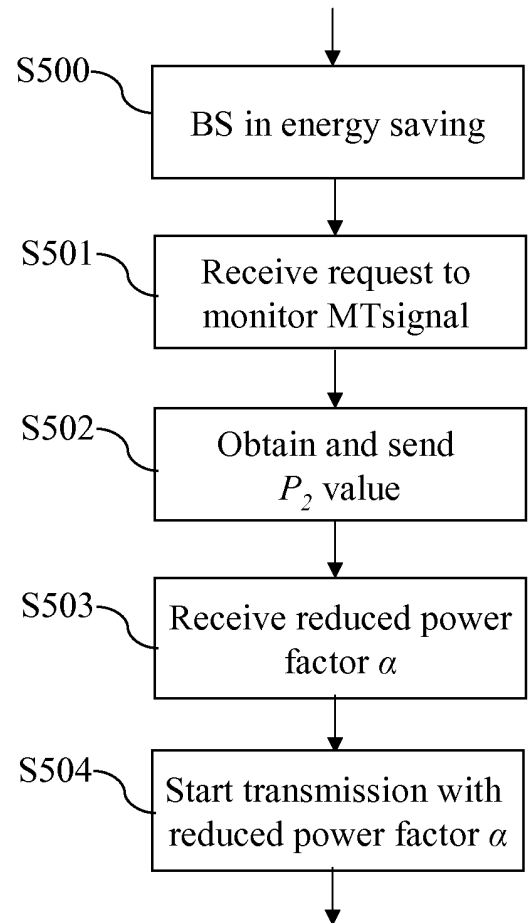 S500
BS in energy saving
S501
Receive request to
monitor MTsignal
S502
Obtain and send
P₂ value
S503
Receive reduced power
factor α
S504
Start transmission with
reduced power factor α